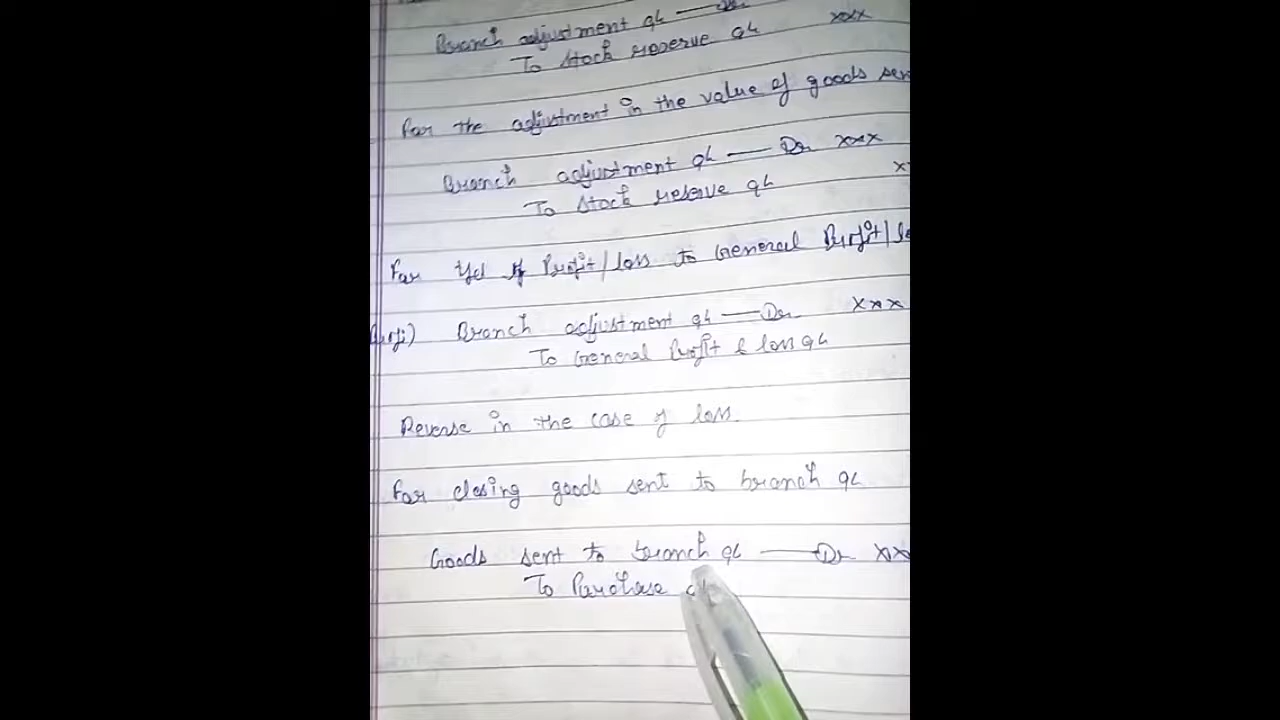 Branch adjustment a/c — Dr
To Stock reserve a/c xxx
For the adjustment in the value of goods sen
Branch adjustment a/c — Dr xxx
To Stock reserve a/c x
For of Profit/loss to General Profit/lo
Branch adjustment a/c — Dr xxx
To General Profit & loss a/c
Reverse in the case of loss.
For closing goods sent to branch a/c
Goods sent to branch a/c — Dr xx
To Purchase a/c